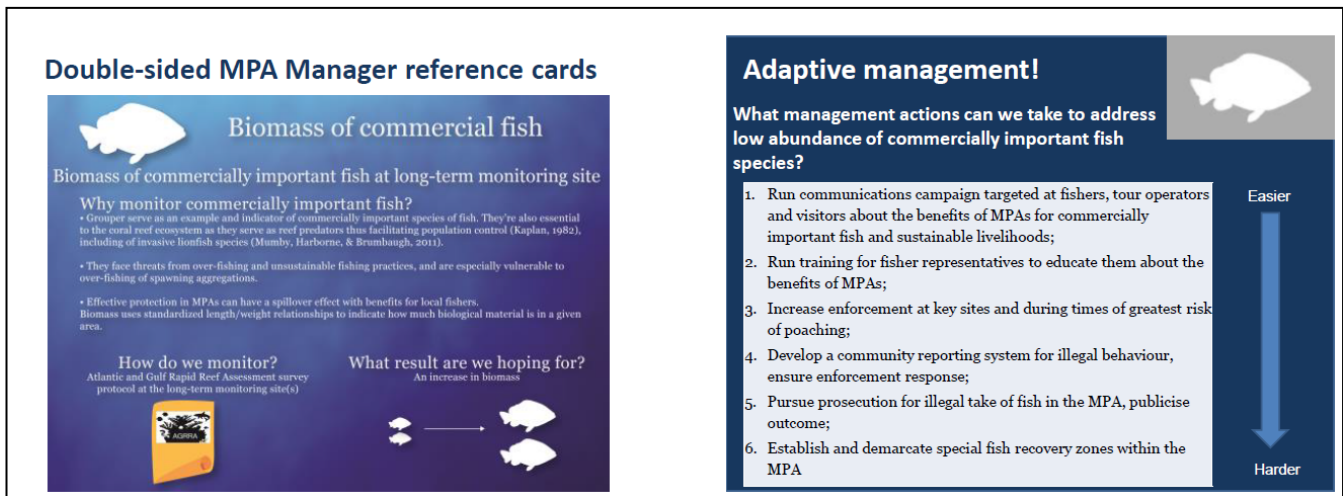 Double-sided MPA Manager reference cards
Biomass of commercial fish
Biomass of commercially important fish at long-term monitoring site
Why monitor commercially important fish?
• Grouper serve as an example and indicator of commercially important species of fish. They're also essential
to the coral reef ecosystem as they serve as reef predators thus facilitating population control (Kaplan, 1982),
including of invasive lionfish species (Mumby, Harborne, & Brumbaugh, 2011).
• They face threats from over-fishing and unsustainable fishing practices, and are especially vulnerable to
over-fishing of spawning aggregations.
• Effective protection in MPAs can have a spillover effect with benefits for local fishers.
Biomass uses standardized length/weight relationships to indicate how much biological material is in a given
area.
How do we monitor?
Atlantic and Gulf Rapid Reef Assessment survey
protocol at the long-term monitoring site(s)
AGRRA
What result are we hoping for?
An increase in biomass
Adaptive management!
What management actions can we take to address
low abundance of commercially important fish
species?
1. Run communications campaign targeted at fishers, tour operators
and visitors about the benefits of MPAs for commercially
important fish and sustainable livelihoods;
2. Run training for fisher representatives to educate them about the
benefits of MPAs;
3. Increase enforcement at key sites and during times of greatest risk
of poaching;
4. Develop a community reporting system for illegal behaviour,
ensure enforcement response;
5. Pursue prosecution for illegal take of fish in the MPA, publicise
outcome;
6. Establish and demarcate special fish recovery zones within the
MPA
Easier
Harder